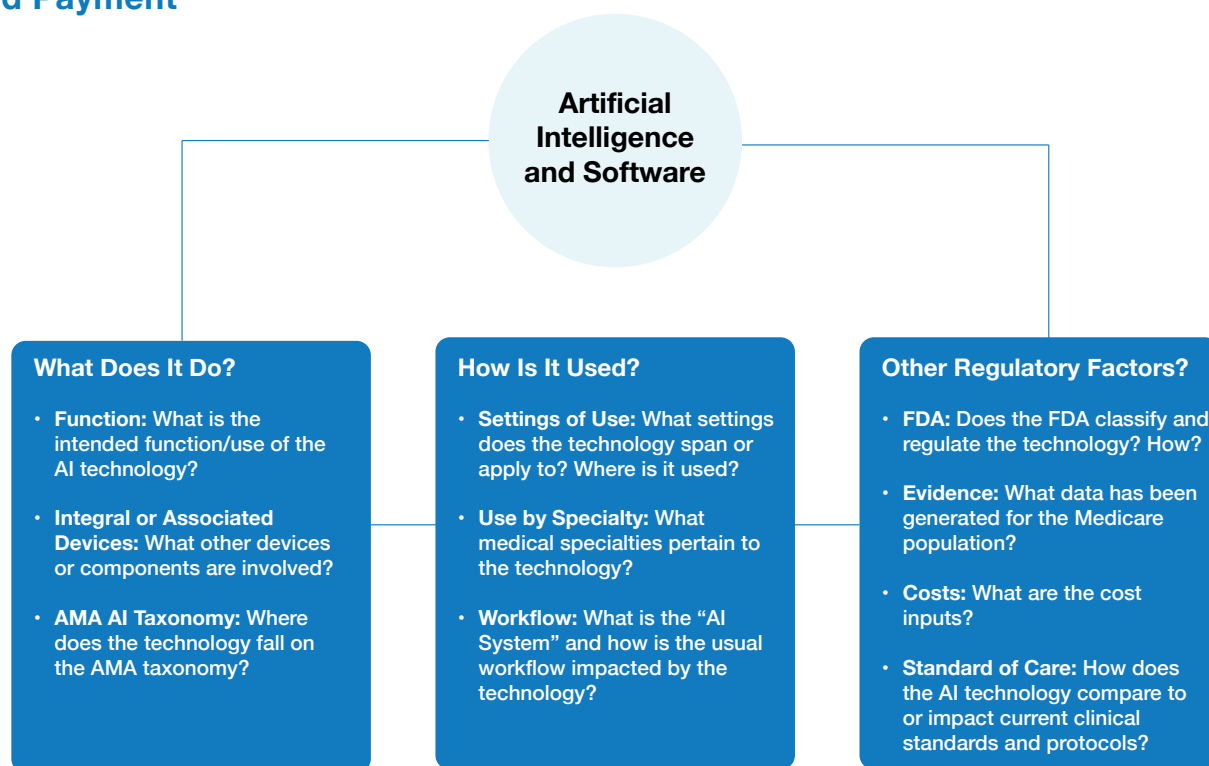 d Payment
Artificial
Intelligence
and Software
What Does It Do?
• Function: What is the
intended function/use of the
AI technology?
• Integral or Associated
Devices: What other devices
or components are involved?
• AMA AI Taxonomy: Where
does the technology fall on
the AMA taxonomy?
How Is It Used?
• Settings of Use: What settings
does the technology span or
apply to? Where is it used?
• Use by Specialty: What
medical specialties pertain to
the technology?
• Workflow: What is the “AI
System” and how is the usual
workflow impacted by the
technology?
Other Regulatory Factors?
• FDA: Does the FDA classify and
regulate the technology? How?
• Evidence: What data has been
generated for the Medicare
population?
• Costs: What are the cost
inputs?
• Standard of Care: How does
the AI technology compare to
or impact current clinical
standards and protocols?